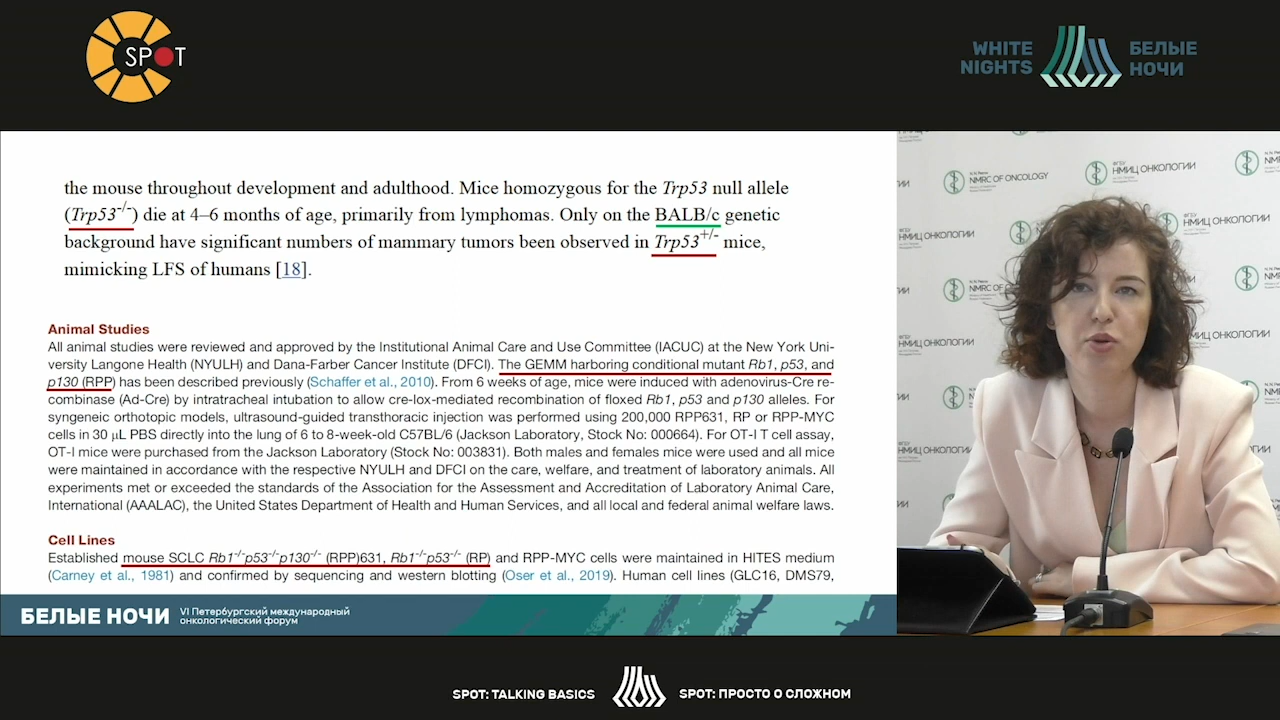 SPOT
WHITE
NIGHTS
БЕЛЫЕ
НОЧИ
the mouse throughout development and adulthood. Mice homozygous for the Trp53 null allele
(Trp53-/-) die at 4–6 months of age, primarily from lymphomas. Only on the BALB/c genetic
background have significant numbers of mammary tumors been observed in Trp53+/- mice,
mimicking LFS of humans [18].
Animal Studies
All animal studies were reviewed and approved by the Institutional Animal Care and Use Committee (IACUC) at the New York Uni-
versity Langone Health (NYULH) and Dana-Farber Cancer Institute (DFCI). The GEMM harboring conditional mutant Rb1, p53, and
p130 (RPP) has been described previously (Schaffer et al., 2010). From 6 weeks of age, mice were induced with adenovirus-Cre re-
combinase (Ad-Cre) by intratracheal intubation to allow cre-lox-mediated recombination of floxed Rb1, p53 and p130 alleles. For
syngeneic orthotopic models, ultrasound-guided transthoracic injection was performed using 200,000 RPP631, RP or RPP-MYC
cells in 30 μL PBS directly into the lung of 6 to 8-week-old C57BL/6 (Jackson Laboratory, Stock No: 000664). For OT-I T cell assay,
OT-I mice were purchased from the Jackson Laboratory (Stock No: 003831). Both males and females mice were used and all mice
were maintained in accordance with the respective NYULH and DFCI on the care, welfare, and treatment of laboratory animals. All
experiments met or exceeded the standards of the Association for the Assessment and Accreditation of Laboratory Animal Care,
International (AAALAC), the United States Department of Health and Human Services, and all local and federal animal welfare laws.
Cell Lines
Established mouse SCLC Rb1-/-p53-/-p130-/- (RPP)631, Rb1-/-p53-/- (RP) and RPP-MYC cells were maintained in HITES medium
(Carney et al., 1981) and confirmed by sequencing and western blotting (Oser et al., 2019). Human cell lines (GLC16, DMS79,
БЕЛЫЕ НОЧИ
VI Петербургский международный
онкологический форум
NMRC OF ONCOLOGY
ФГБУ
НМИЦ ОНКОЛОГИИ
SPOT: TALKING BASICS
SPOT: ПРОСТО О СЛОЖНОМ